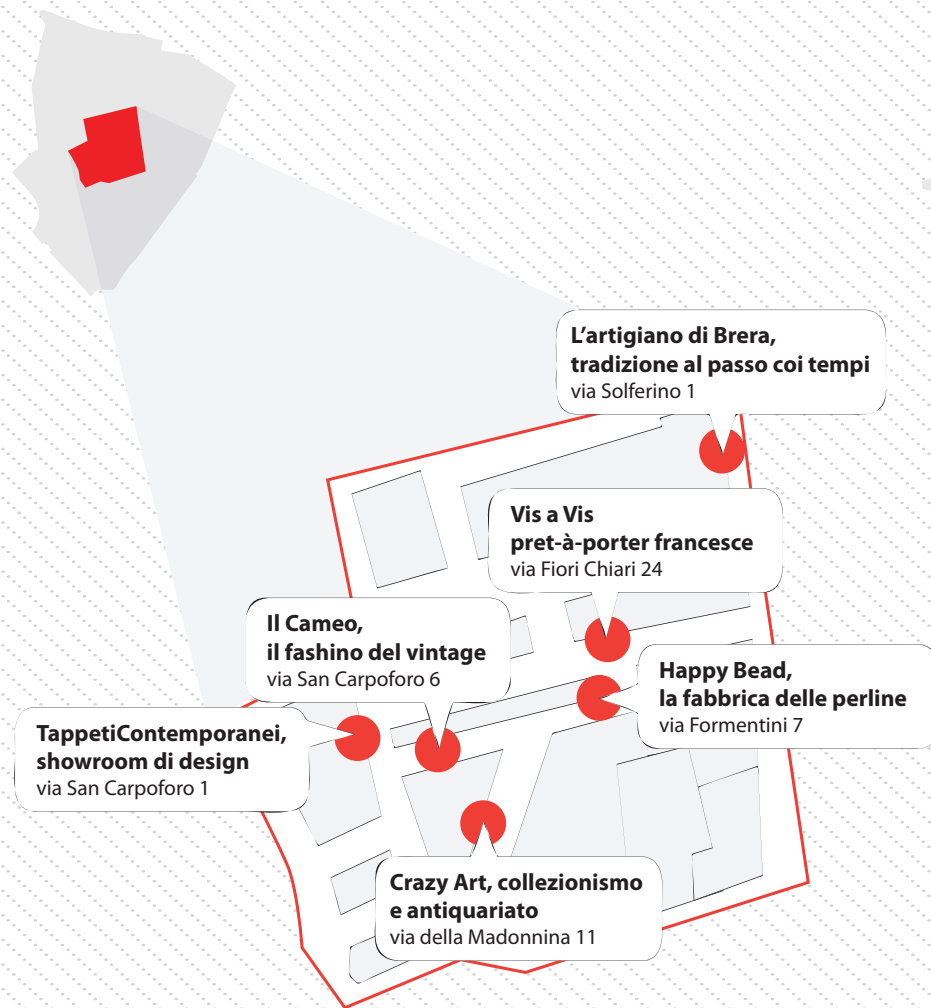 L'artigiano di Brera,
tradizione al passo coi tempi
via Solferino 1
Vis a Vis
pret-à-porter francesce
via Fiori Chiari 24
Il Cameo,
il fashino del vintage
via San Carpoforo 6
Happy Bead,
la fabbrica delle perline
via Formentini 7
TappetiContemporanei,
showroom di design
via San Carpoforo 1
Crazy Art, collezionismo
e antiquariato
via della Madonnina 11